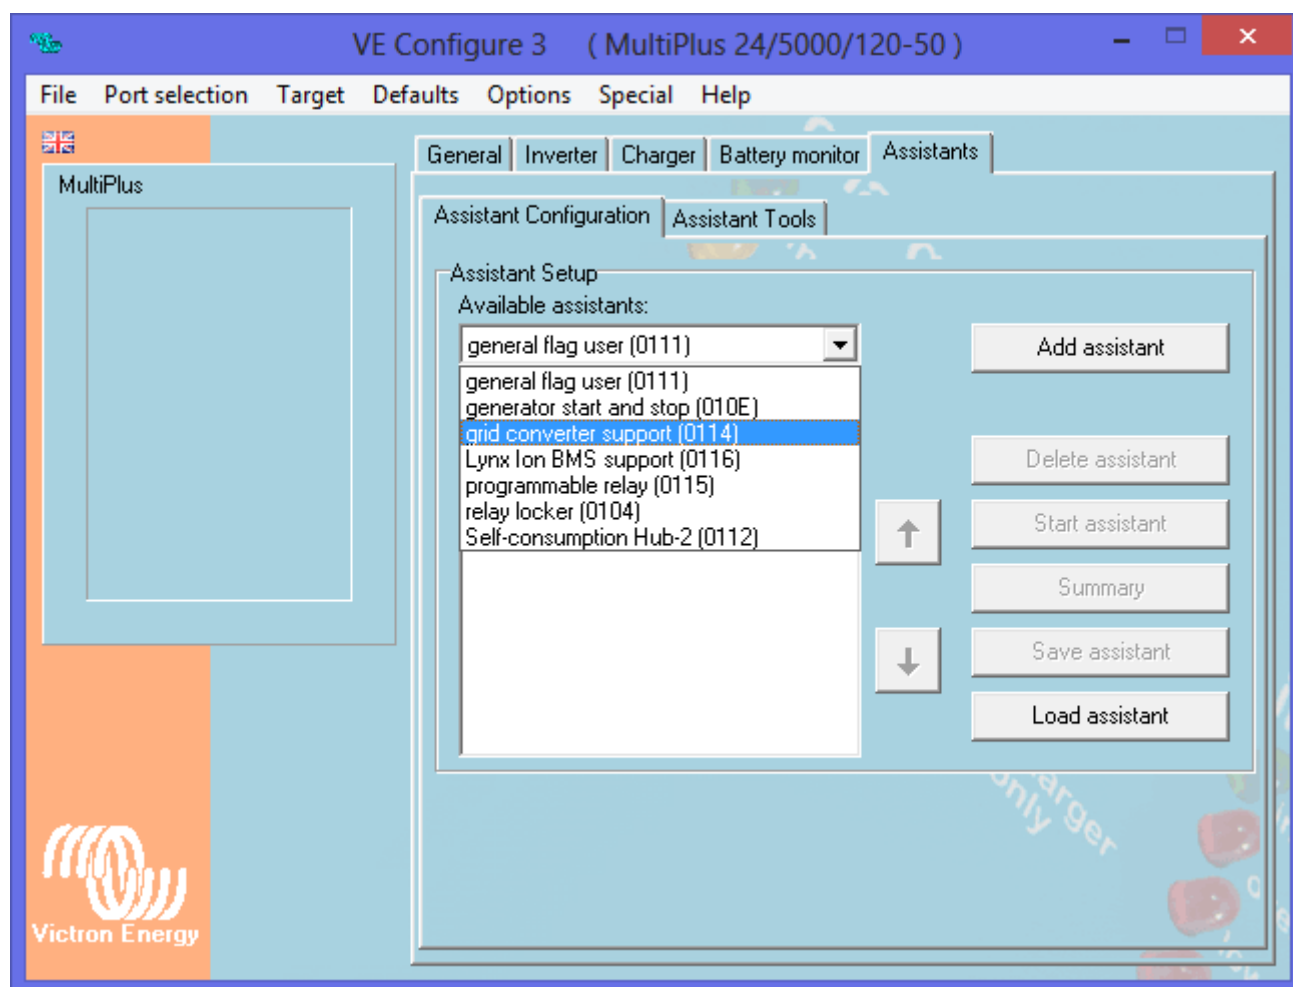 VE Configure 3 ( MultiPlus 24/5000/120-50 )
File Port selection Target Defaults Options Special Help
MultiPlus
General Inverter Charger Battery monitor Assistants
Assistant Configuration Assistant Tools
Assistant Setup
Available assistants:
general flag user (0111)
general flag user (0111)
generator start and stop (010E)
grid converter support (0114)
Lynx Ion BMS support (0116)
programmable relay (0115)
relay locker (0104)
Self-consumption Hub-2 (0112)
Add assistant
Delete assistant
Start assistant
Summary
Save assistant
Load assistant
charger
only
Victron Energy